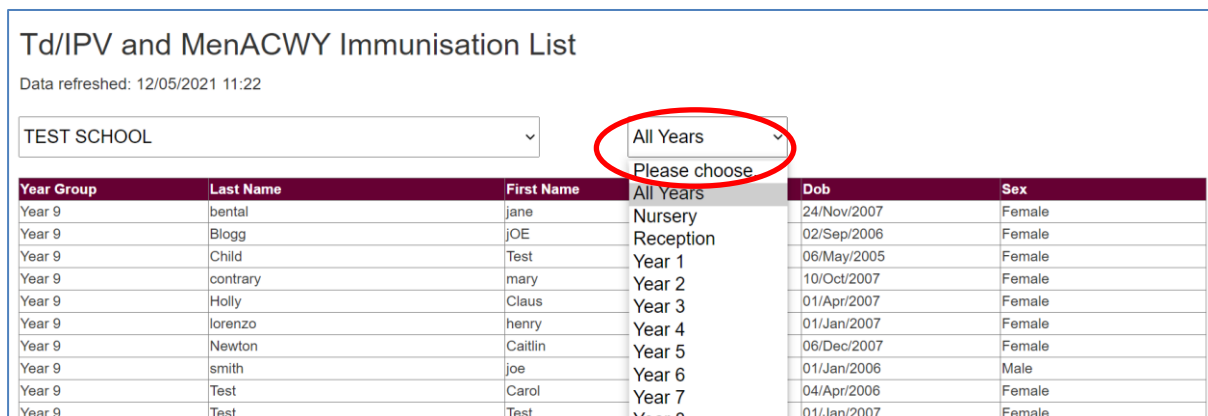 Td/IPV and MenACWY Immunisation List
Data refreshed: 12/05/2021 11:22
TEST SCHOOL All Years
Please choose
Year Group Last Name First Name All Years Dob Sex
Year 9 bental jane Nursery 24/Nov/2007 Female
Year 9 Blogg jOE Reception 02/Sep/2006 Female
Year 9 Child Test Year 1 06/May/2005 Female
Year 9 contrary mary Year 2 10/Oct/2007 Female
Year 9 Holly Claus Year 3 01/Apr/2007 Female
Year 9 lorenzo henry Year 4 01/Jan/2007 Female
Year 9 Newton Caitlin Year 5 06/Dec/2007 Female
Year 9 smith joe Year 6 01/Jan/2006 Male
Year 9 Test Carol Year 7 04/Apr/2006 Female
Year 9 Test Test 01/Jan/2007 Female